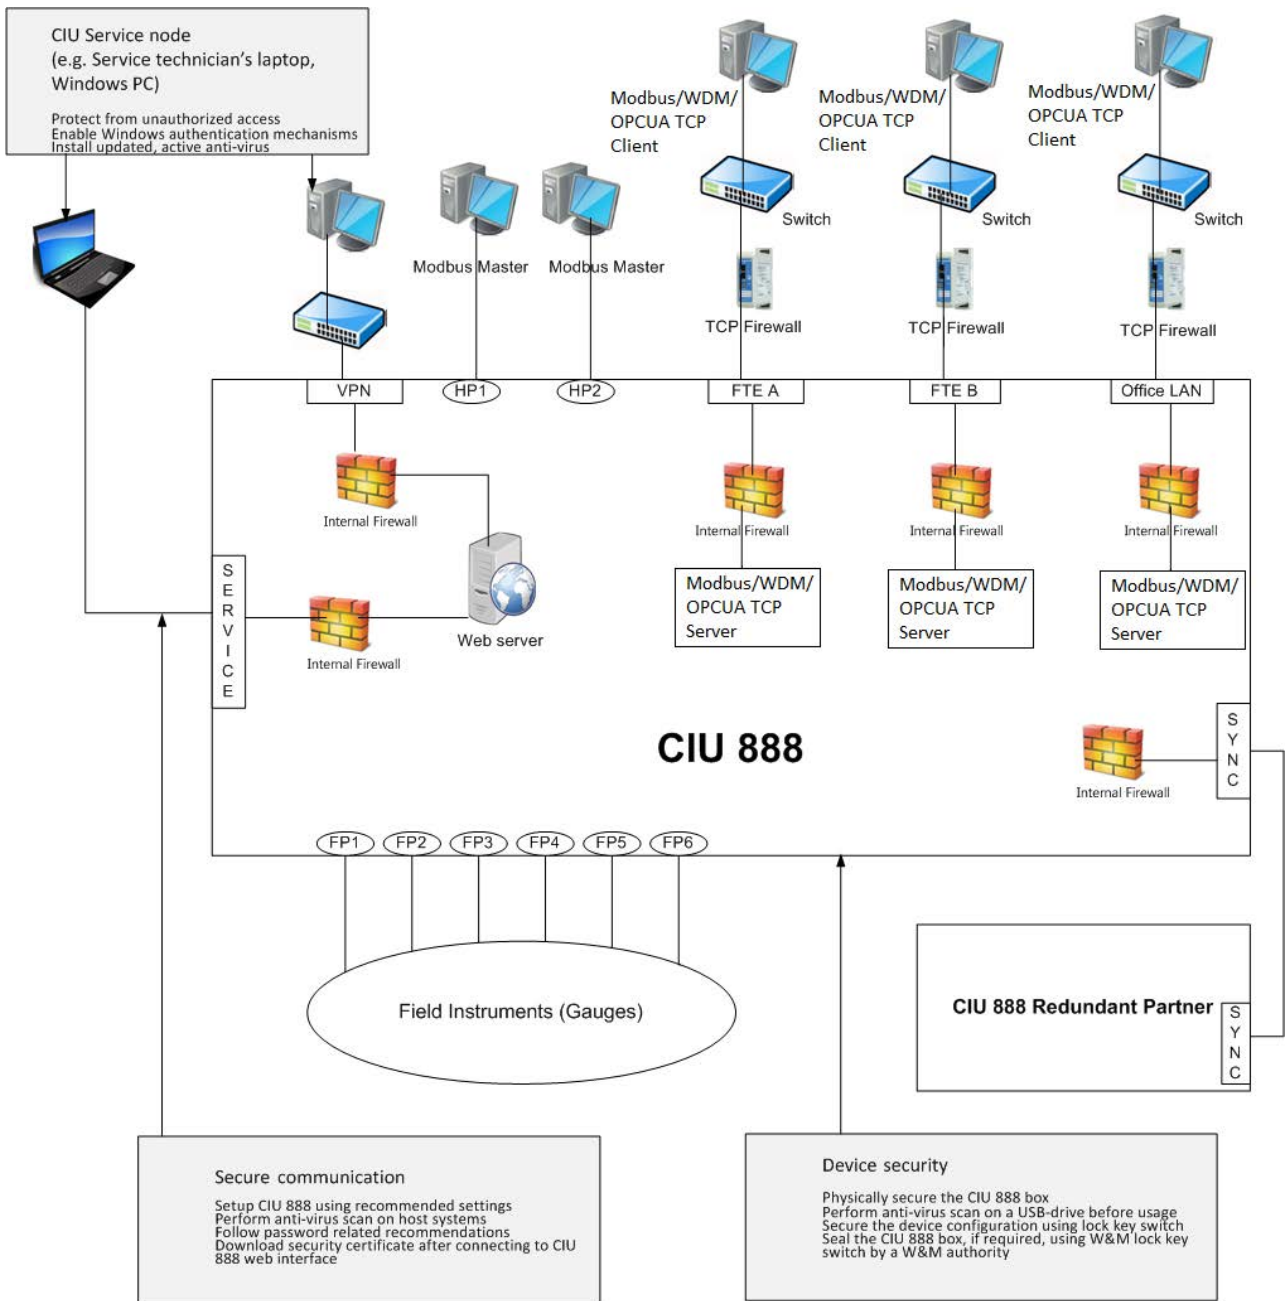 CIU Service node
(e.g. Service technician's laptop,
Windows PC)
Protect from unauthorized access
Enable Windows authentication mechanisms
Install updated, active anti-virus
Modbus/WDM/
OPCUA TCP
Client
Modbus/WDM/
OPCUA TCP
Client
Modbus/WDM/
OPCUA TCP
Client
Switch
Switch
Switch
Modbus Master
Modbus Master
TCP Firewall
TCP Firewall
TCP Firewall
VPN
HP1
HP2
FTE A
FTE B
Office LAN
Internal Firewall
Internal Firewall
Internal Firewall
Internal Firewall
SERVICE
Internal Firewall
Web server
Modbus/WDM/
OPCUA TCP
Server
Modbus/WDM/
OPCUA TCP
Server
Modbus/WDM/
OPCUA TCP
Server
CIU 888
Internal Firewall
SYNC
FP1
FP2
FP3
FP4
FP5
FP6
Field Instruments (Gauges)
CIU 888 Redundant Partner
SYNC
Secure communication
Setup CIU 888 using recommended settings
Perform anti-virus scan on host systems
Follow password related recommendations
Download security certificate after connecting to CIU
888 web interface
Device security
Physically secure the CIU 888 box
Perform anti-virus scan on a USB-drive before usage
Secure the device configuration using lock key switch
Seal the CIU 888 box, if required, using W&M lock key
switch by a W&M authority